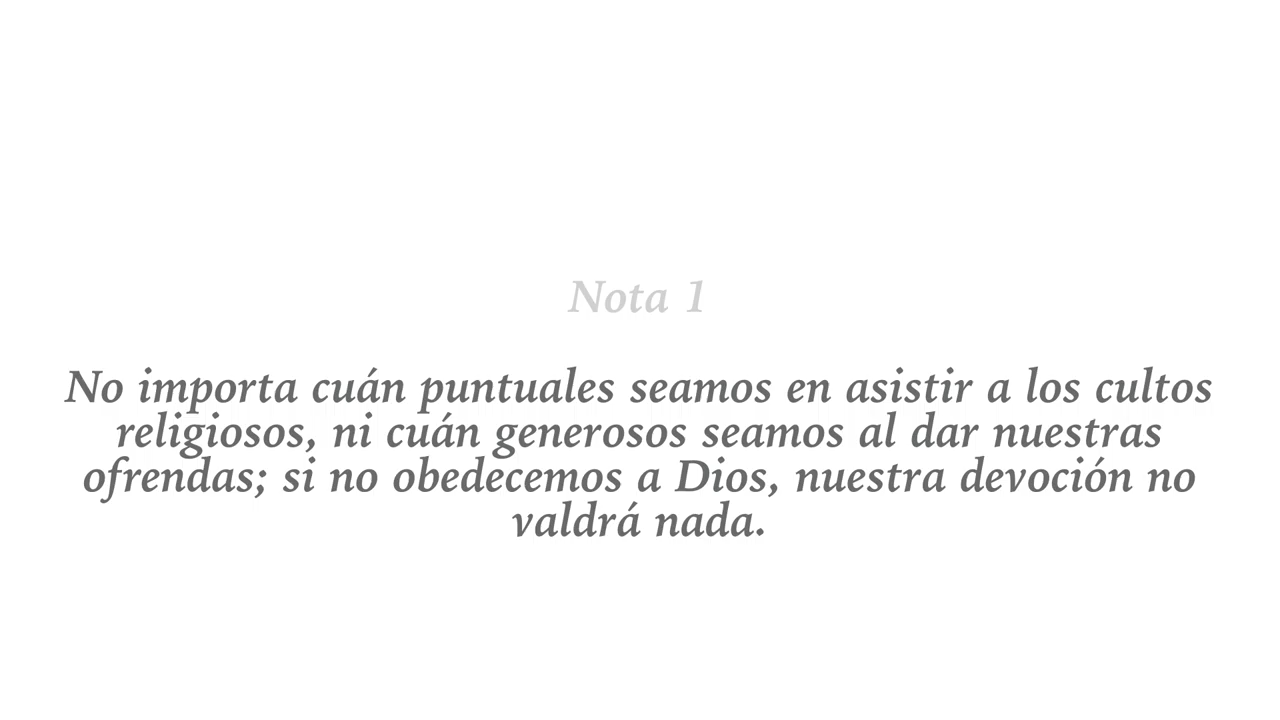 Nota 1
No importa cuán puntuales seamos en asistir a los cultos
religiosos, ni cuán generosos seamos al dar nuestras
ofrendas; si no obedecemos a Dios, nuestra devoción no
valdrá nada.